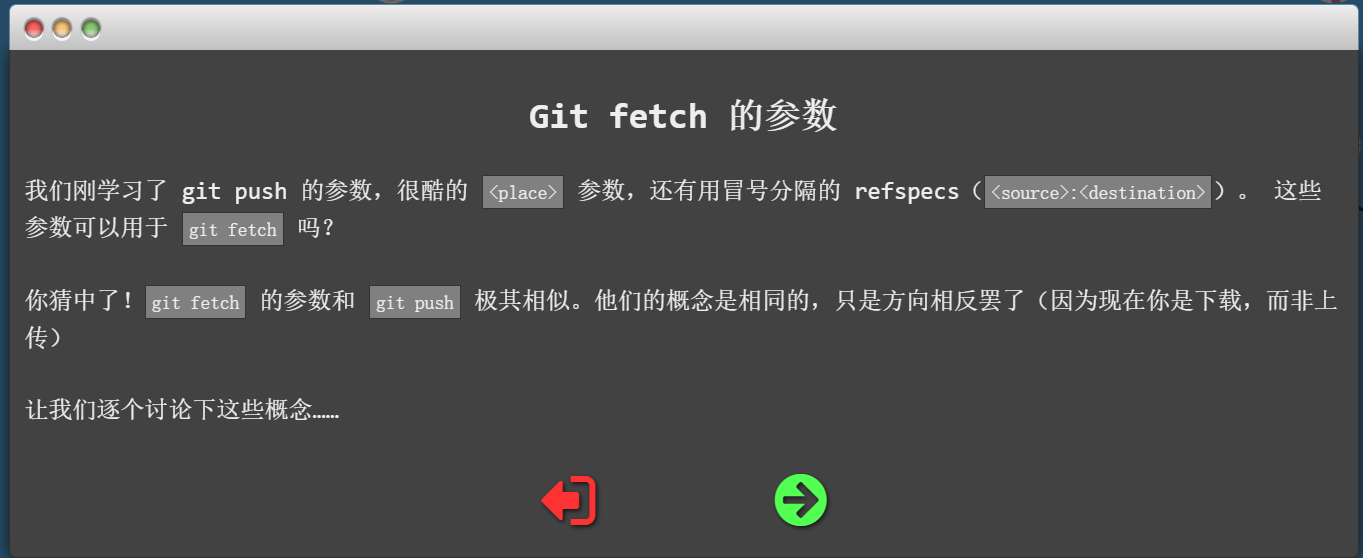 Git fetch 的参数
我们刚学习了 git push 的参数，很酷的 <place> 参数，还有用冒号分隔的 refspecs（<source>:<destination>）。 这些
参数可以用于 git fetch 吗？
你猜中了！git fetch 的参数和 git push 极其相似。他们的概念是相同的，只是方向相反罢了（因为现在你是下载，而非上
传）
让我们逐个讨论下这些概念……